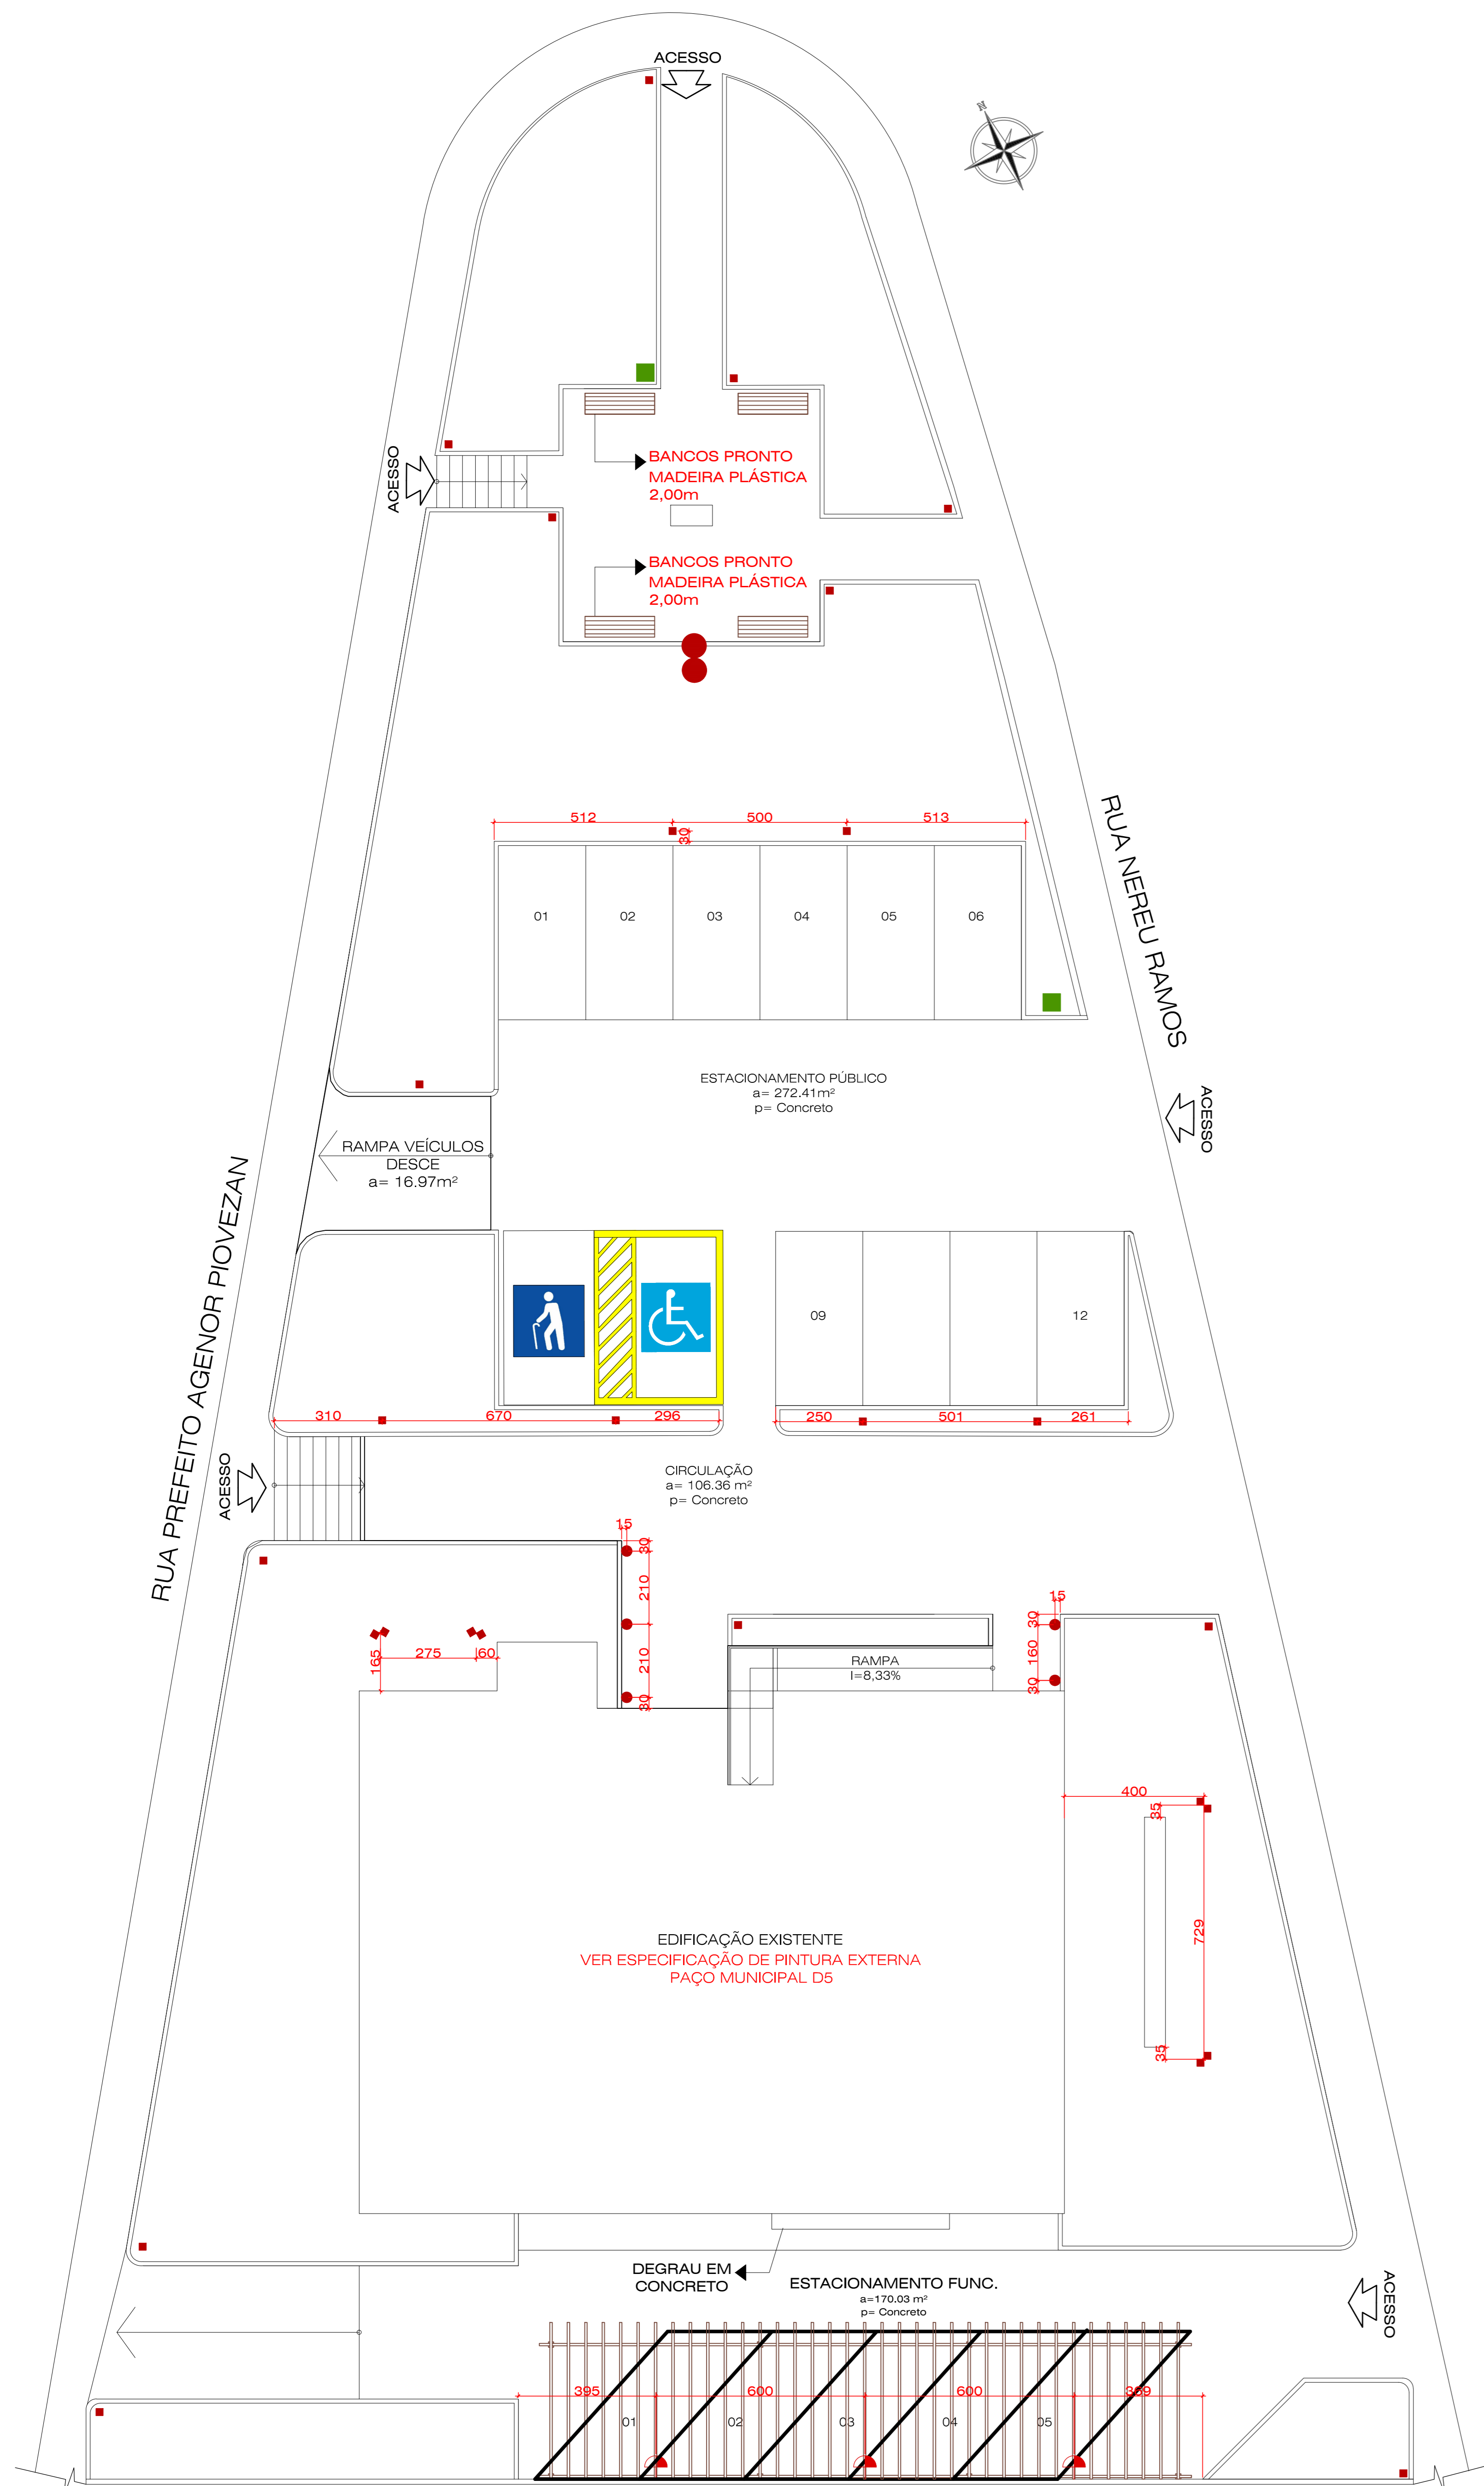 ACESSO
N
BANCOS PRONTO
MADEIRA PLÁSTICA
2,00m
ACESSO
BANCOS PRONTO
MADEIRA PLÁSTICA
2,00m
512
500
513
30
RUA NEREU RAMOS
01
02
03
04
05
06
ESTACIONAMENTO PÚBLICO
a= 272.41m²
p= Concreto
ACESSO
RAMPA VEÍCULOS
DESCE
a= 16.97m²
RUA PREFEITO AGENOR PIOVEZAN
09
12
310
670
296
250
501
261
ACESSO
CIRCULAÇÃO
a= 106.36 m²
p= Concreto
15
30
210
210
30
15
30
160
30
165
275
60
RAMPA
I=8,33%
400
35
729
35
EDIFICAÇÃO EXISTENTE
VER ESPECIFICAÇÃO DE PINTURA EXTERNA
PAÇO MUNICIPAL D5
DEGRAU EM
CONCRETO
ESTACIONAMENTO FUNC.
a=170.03 m²
p= Concreto
ACESSO
395
600
600
369
01
02
03
04
05